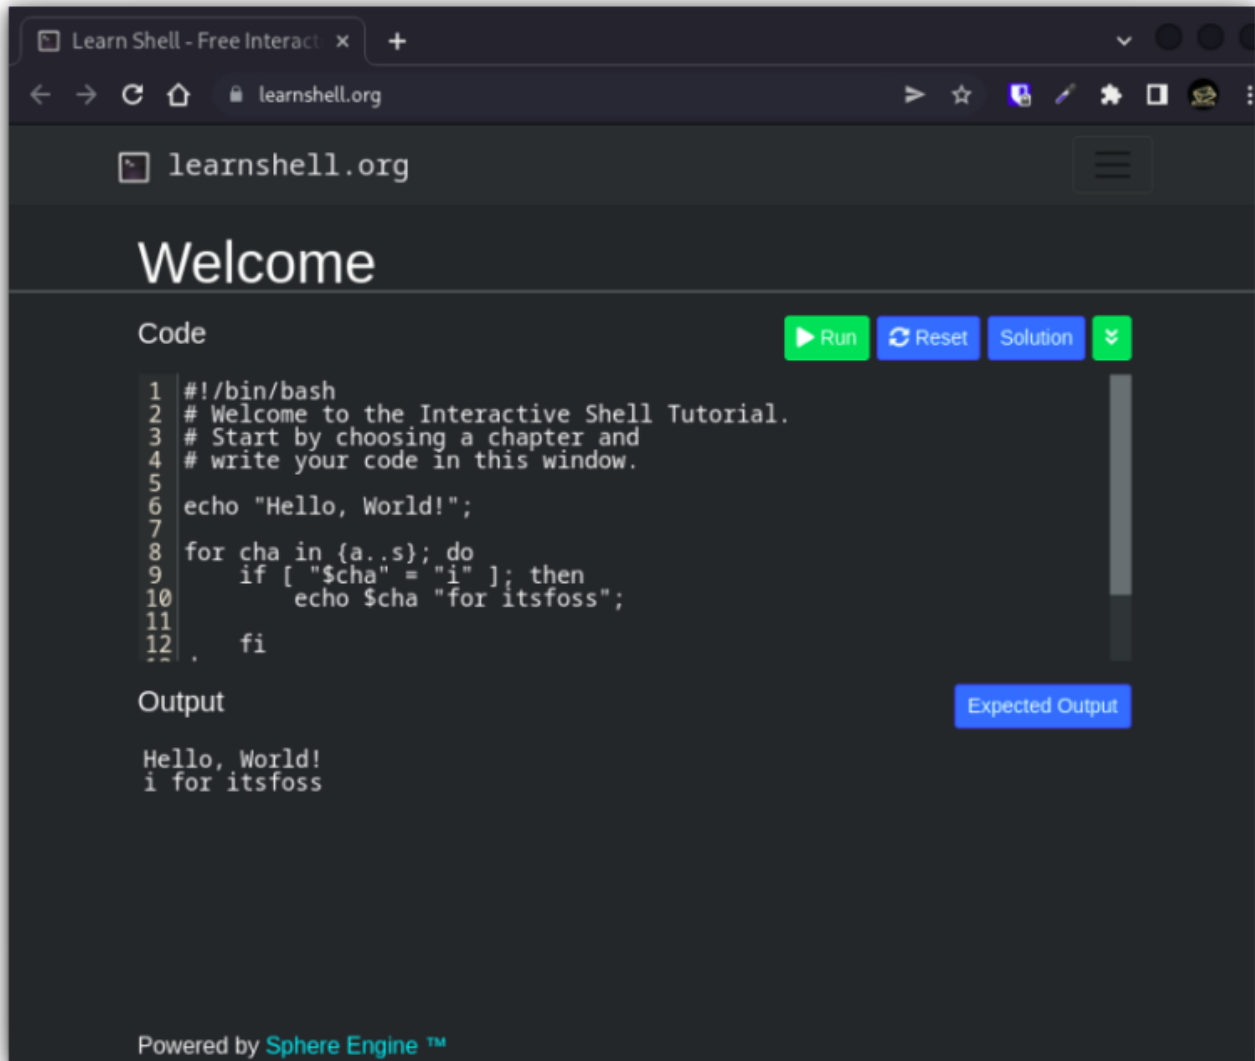 Learn Shell - Free Interact
learnshell.org
learnshell.org
Welcome
Code
Run
Reset
Solution
1 #!/bin/bash
2 # Welcome to the Interactive Shell Tutorial.
3 # Start by choosing a chapter and
4 # write your code in this window.
5
6 echo "Hello, World!";
7
8 for cha in {a..s}; do
9     if [ "$cha" = "i" ]; then
10         echo $cha "for itsfoss";
11
12     fi
Output
Expected Output
Hello, World!
i for itsfoss
Powered by Sphere Engine ™